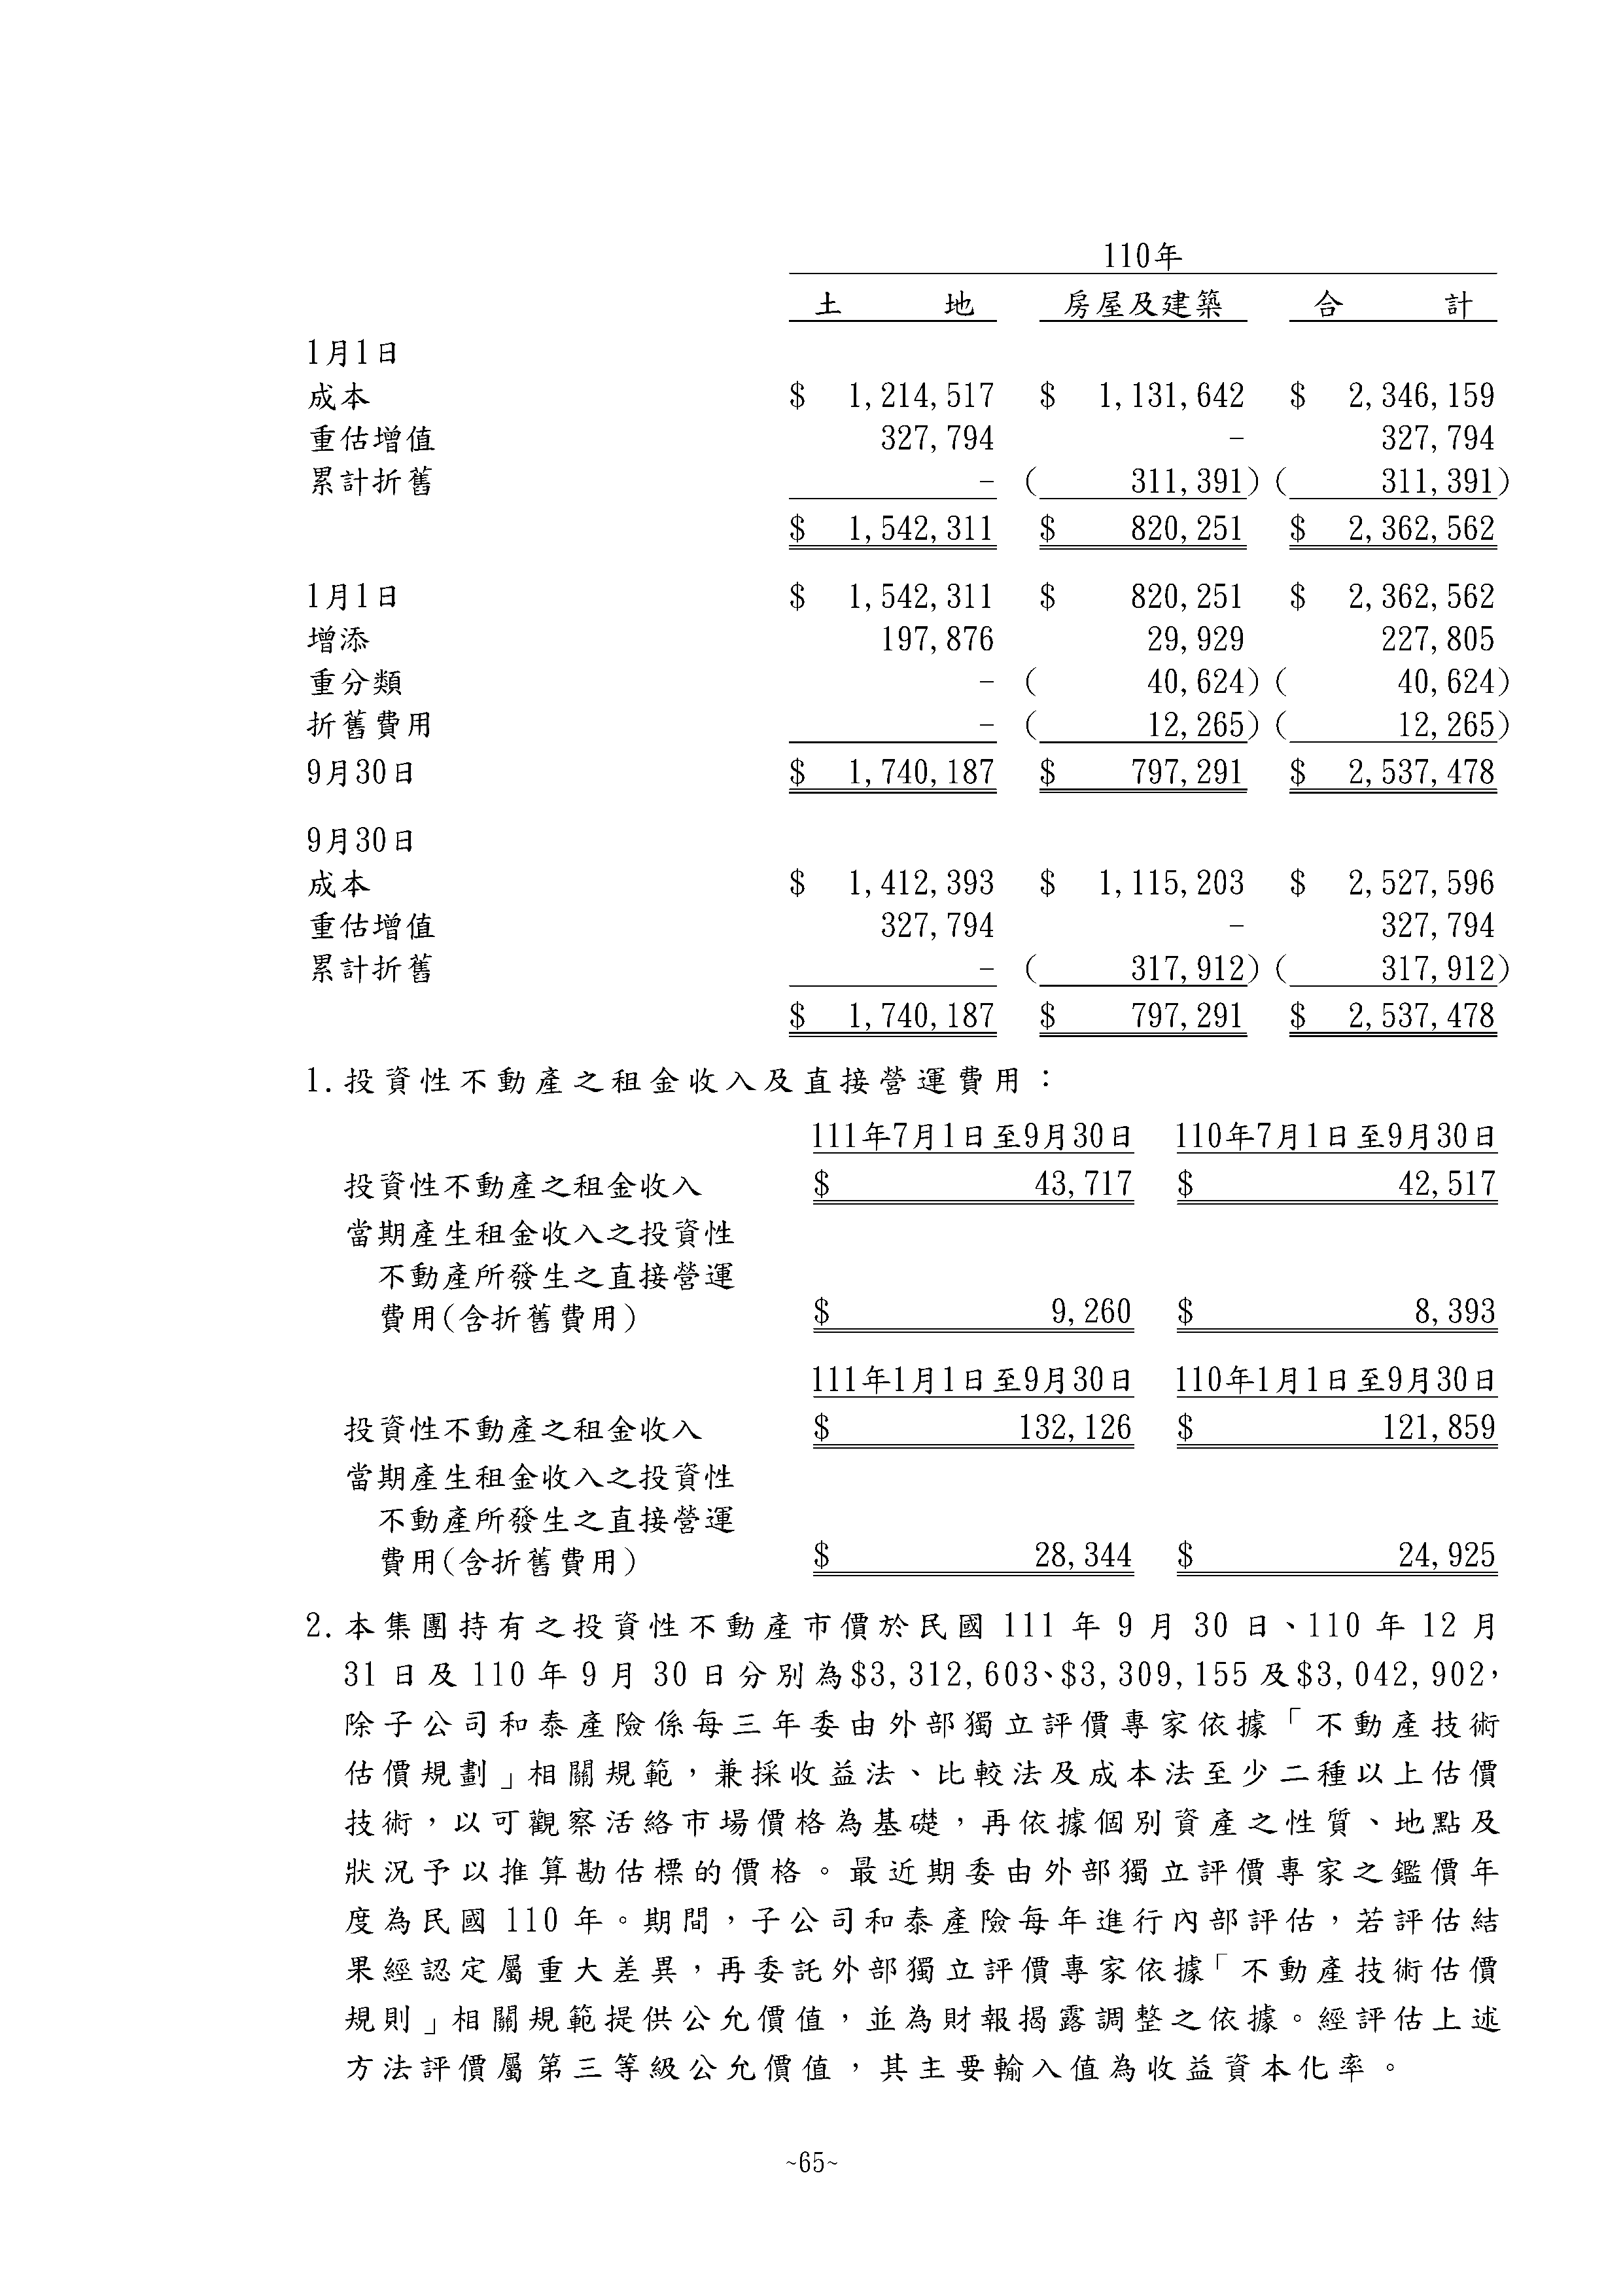 110年
土 地 房屋及建築 合 計
1月1日
成本 $ 1,214,517 $ 1,131,642 $ 2,346,159
重估增值 327,794 - 327,794
累計折舊 - ( 311,391) ( 311,391)
$ 1,542,311 $ 820,251 $ 2,362,562
1月1日 $ 1,542,311 $ 820,251 $ 2,362,562
增添 197,876 29,929 227,805
重分類 - ( 40,624) ( 40,624)
折舊費用 - ( 12,265) ( 12,265)
9月30日 $ 1,740,187 $ 797,291 $ 2,537,478
9月30日
成本 $ 1,412,393 $ 1,115,203 $ 2,527,596
重估增值 327,794 - 327,794
累計折舊 - ( 317,912) ( 317,912)
$ 1,740,187 $ 797,291 $ 2,537,478
1.投資性不動產之租金收入及直接營運費用：
111年7月1日至9月30日 110年7月1日至9月30日
投資性不動產之租金收入 $ 43,717 $ 42,517
當期產生租金收入之投資性
不動產所發生之直接營運
費用(含折舊費用) $ 9,260 $ 8,393
111年1月1日至9月30日 110年1月1日至9月30日
投資性不動產之租金收入 $ 132,126 $ 121,859
當期產生租金收入之投資性
不動產所發生之直接營運
費用(含折舊費用) $ 28,344 $ 24,925
2.本集團持有之投資性不動產市價於民國 111 年 9 月 30 日、110 年 12 月
31 日及 110 年 9 月 30 日分別為$3,312,603、$3,309,155 及$3,042,902，
除子公司和泰產險係每三年委由外部獨立評價專家依據「不動產技術
估價規劃」相關規範，兼採收益法、比較法及成本法至少二種以上估價
技術，以可觀察活絡市場價格為基礎，再依據個別資產之性質、地點及
狀況予以推算勘估標的價格。最近期委由外部獨立評價專家之鑑價年
度為民國 110 年。期間，子公司和泰產險每年進行內部評估，若評估結
果經認定屬重大差異，再委託外部獨立評價專家依據「不動產技術估價
規則」相關規範提供公允價值，並為財報揭露調整之依據。經評估上述
方法評價屬第三等級公允價值，其主要輸入值為收益資本化率。
~65~